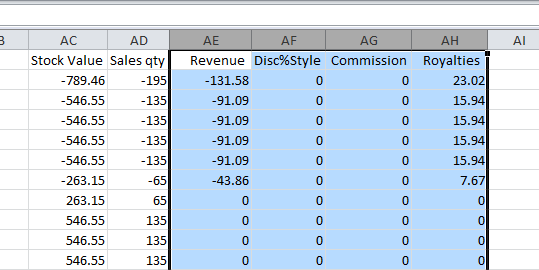 B AC AD AE AF AG AH AI
Stock Value Sales qty Revenue Disc%Style Commission Royalties
-789.46 -195 -131.58 0 0 23.02
-546.55 -135 -91.09 0 0 15.94
-546.55 -135 -91.09 0 0 15.94
-546.55 -135 -91.09 0 0 15.94
-546.55 -135 -91.09 0 0 15.94
-263.15 -65 -43.86 0 0 7.67
263.15 65 0 0 0 0
546.55 135 0 0 0 0
546.55 135 0 0 0 0
546.55 135 0 0 0 0